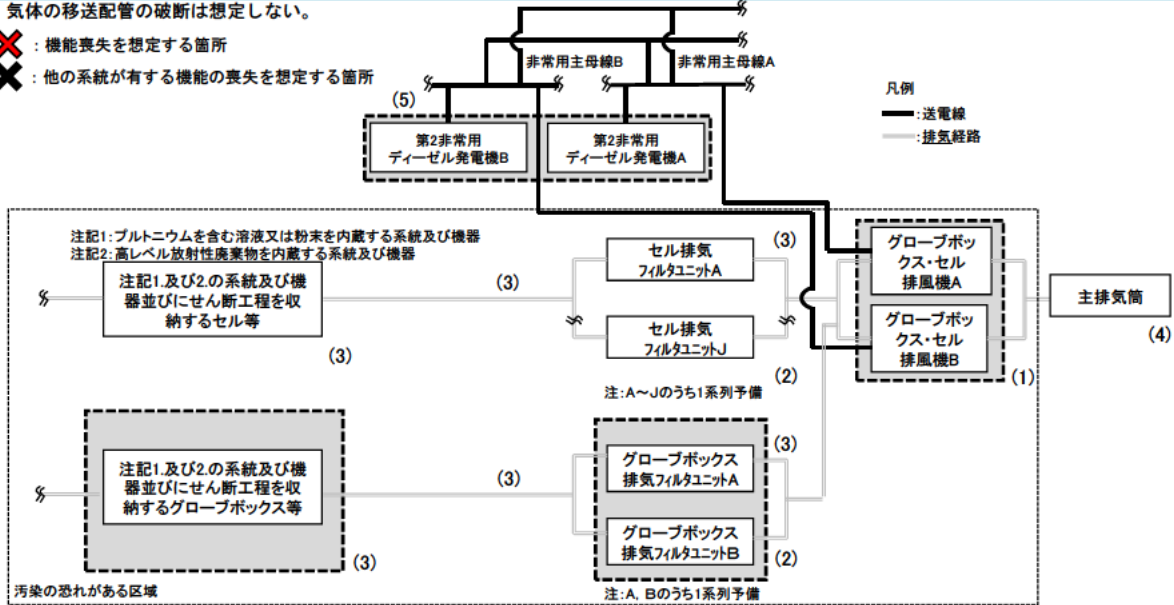 気体の移送配管の破断は想定しない。
：機能喪失を想定する箇所
：他の系統が有する機能の喪失を想定する箇所
非常用主母線B
非常用主母線A
凡例
：送電線
：排気経路
(5)
第2非常用
ディーゼル発電機B
第2非常用
ディーゼル発電機A
注記1：プルトニウムを含む溶液又は粉末を内蔵する系統及び機器
注記2：高レベル放射性廃棄物を内蔵する系統及び機器
注記1.及び2.の系統及び機
器並びにせん断工程を収
納するセル等
(3)
(3)
セル排気
フィルタユニットA
(3)
セル排気
フィルタユニットJ
(2)
注：A～Jのうち1系列予備
グローブボッ
クス・セル
排風機A
グローブボッ
クス・セル
排風機B
(1)
主排気筒
(4)
注記1.及び2.の系統及び機
器並びにせん断工程を収
納するグローブボックス等
(3)
(3)
グローブボックス
排気フィルタユニットA
(3)
グローブボックス
排気フィルタユニットB
(2)
注：A, Bのうち1系列予備
汚染の恐れがある区域